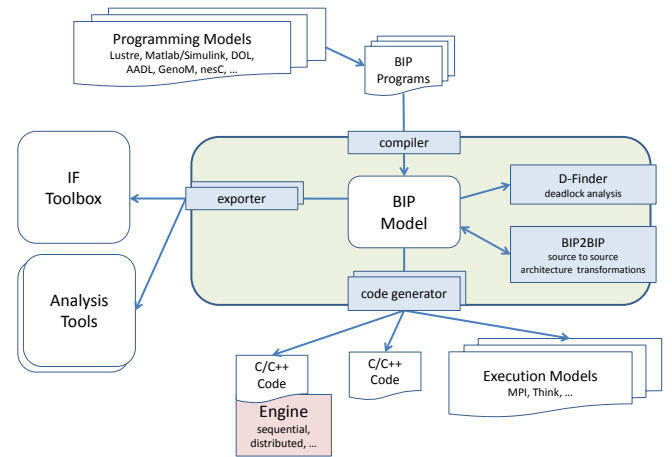 Programming Models
Lustre, Matlab/Simulink, DOL,
AADL, GenoM, nesC, ...
BIP
Programs
compiler
IF
Toolbox
exporter
BIP
Model
D-Finder
deadlock analysis
BIP2BIP
source to source
architecture transformations
Analysis
Tools
code generator
C/C++
Code
Engine
sequential,
distributed, ...
C/C++
Code
Execution Models
MPI, Think, ...